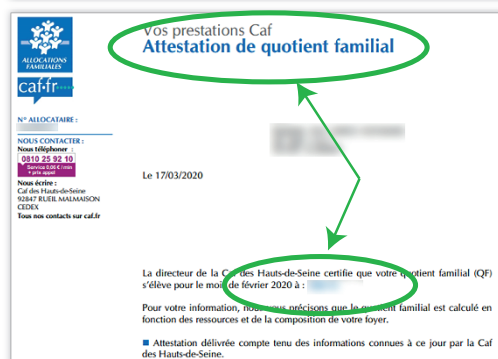 Vos prestations Caf
Attestation de quotient familial
ALLOCATIONS
FAMILIALES
caf.fr
N° ALLOCATAIRE :
NOUS CONTACTER :
Nous téléphoner :
0810 25 92 10
Service 0,06 € / min
+ prix appel
Nous écrire :
Caf des Hauts-de-Seine
92847 RUEIL MALMAISON
CEDEX
Tous nos contacts sur caf.fr
Le 17/03/2020
La directeur de la Caf des Hauts-de-Seine certifie que votre quotient familial (QF)
s'élève pour le mois de février 2020 à :
Pour votre information, nous vous précisons que le quotient familial est calculé en
fonction des ressources et de la composition de votre foyer.
Attestation délivrée compte tenu des informations connues à ce jour par la Caf
des Hauts-de-Seine.